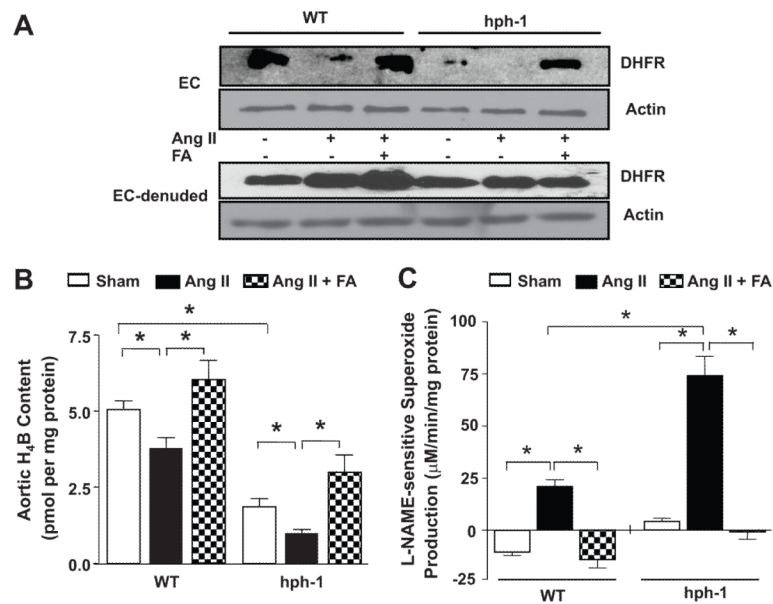 A
WT hph-1
EC
DHFR
Actin
Ang II - + + - + +
FA - - + - - +
EC-denuded
DHFR
Actin
B
Sham Ang II Ang II + FA
Aortic H₄B Content
(pmol per mg protein)
7.5
5.0
2.5
0.0
* * * * *
WT hph-1
C
Sham Ang II Ang II + FA
L-NAME-sensitive Superoxide
Production (μM/min/mg protein)
100
75
50
25
0
-25
* * * * *
WT hph-1